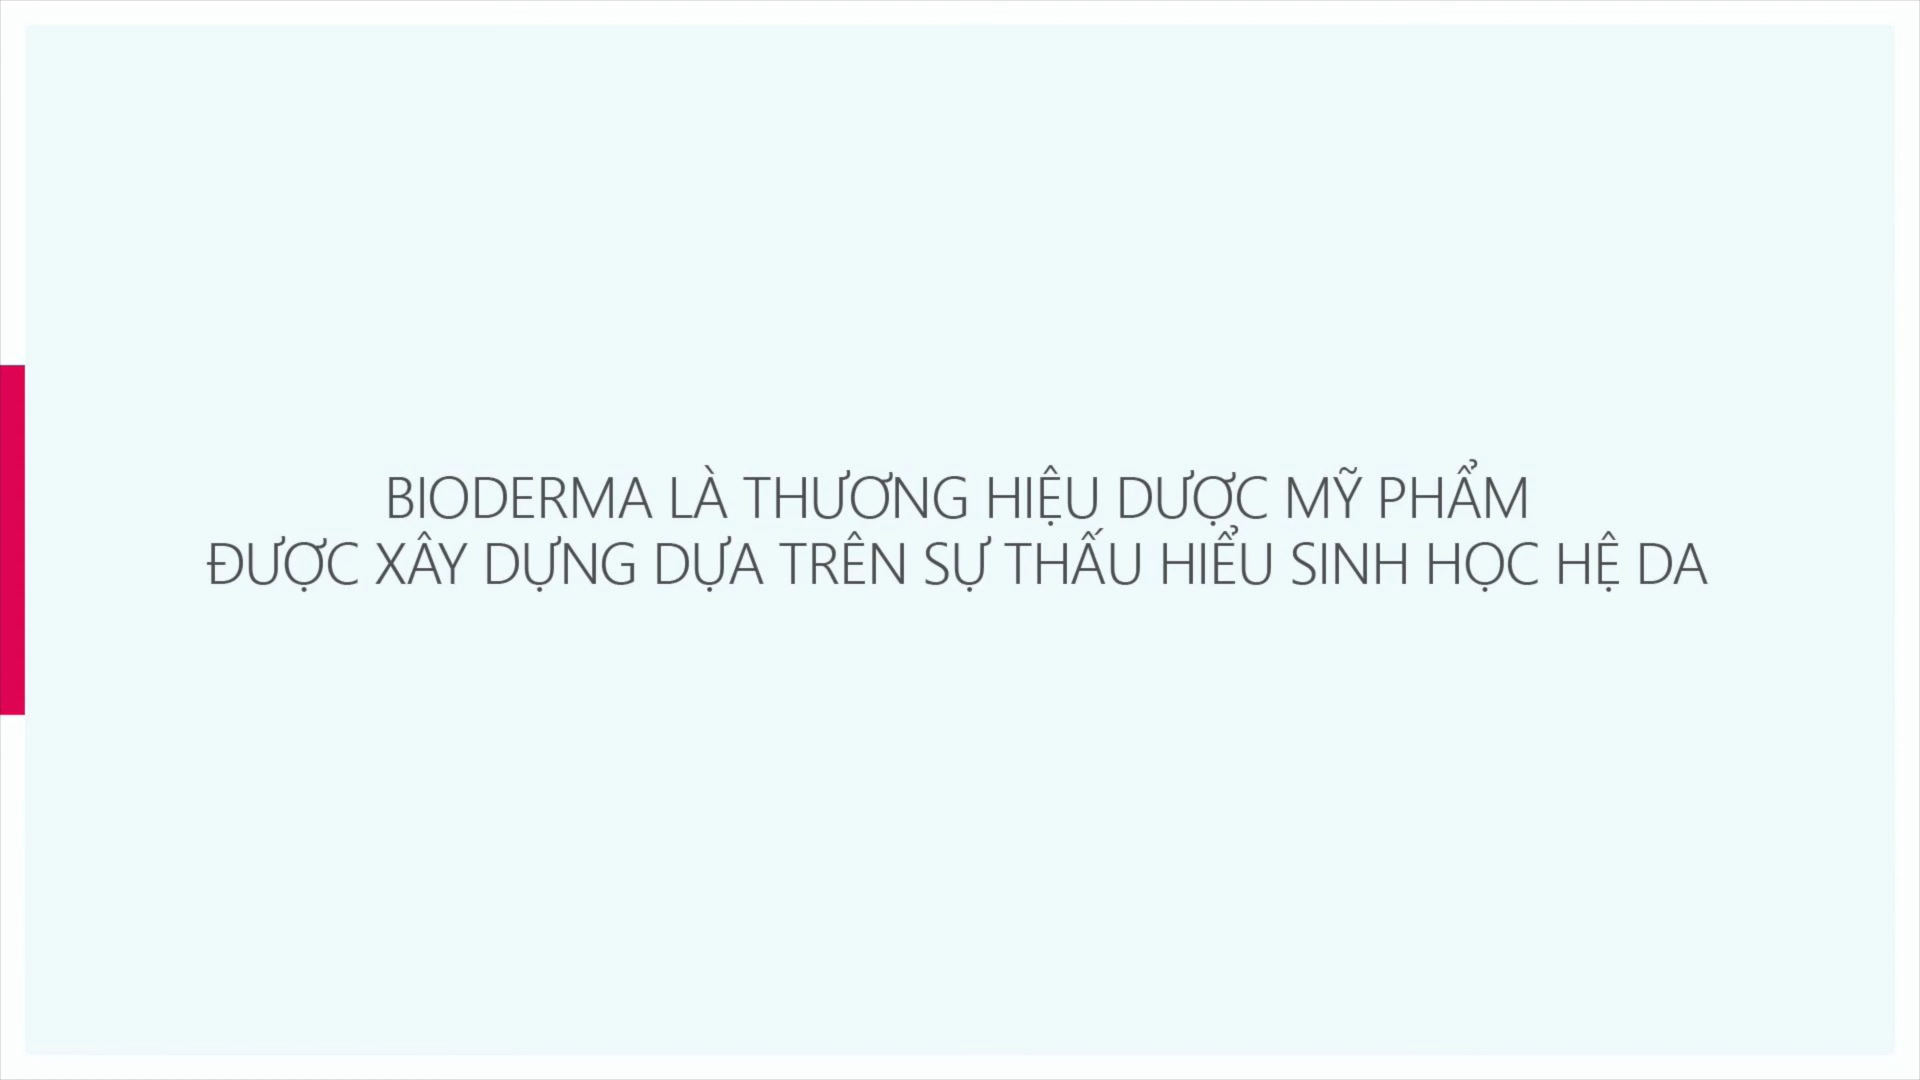 BIODERMA LÀ THƯƠNG HIỆU DƯỢC MỸ PHẨM
ĐƯỢC XÂY DỰNG DỰA TRÊN SỰ THẤU HIỂU SINH HỌC HỆ DA